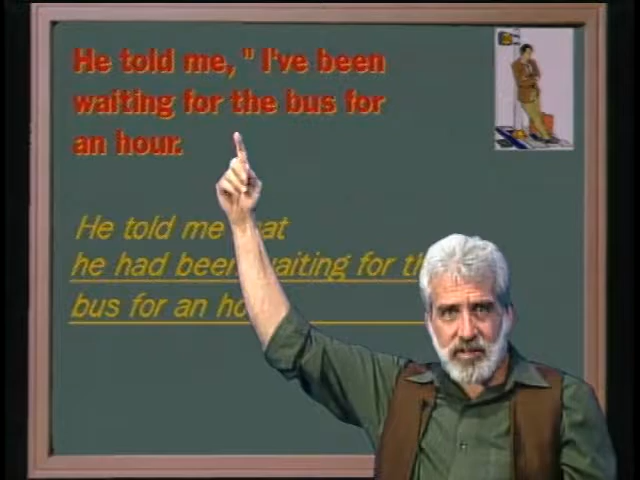 He told me, " I've been
waiting for the bus for
an hour.
He told me
he had been waiting for
bus for an